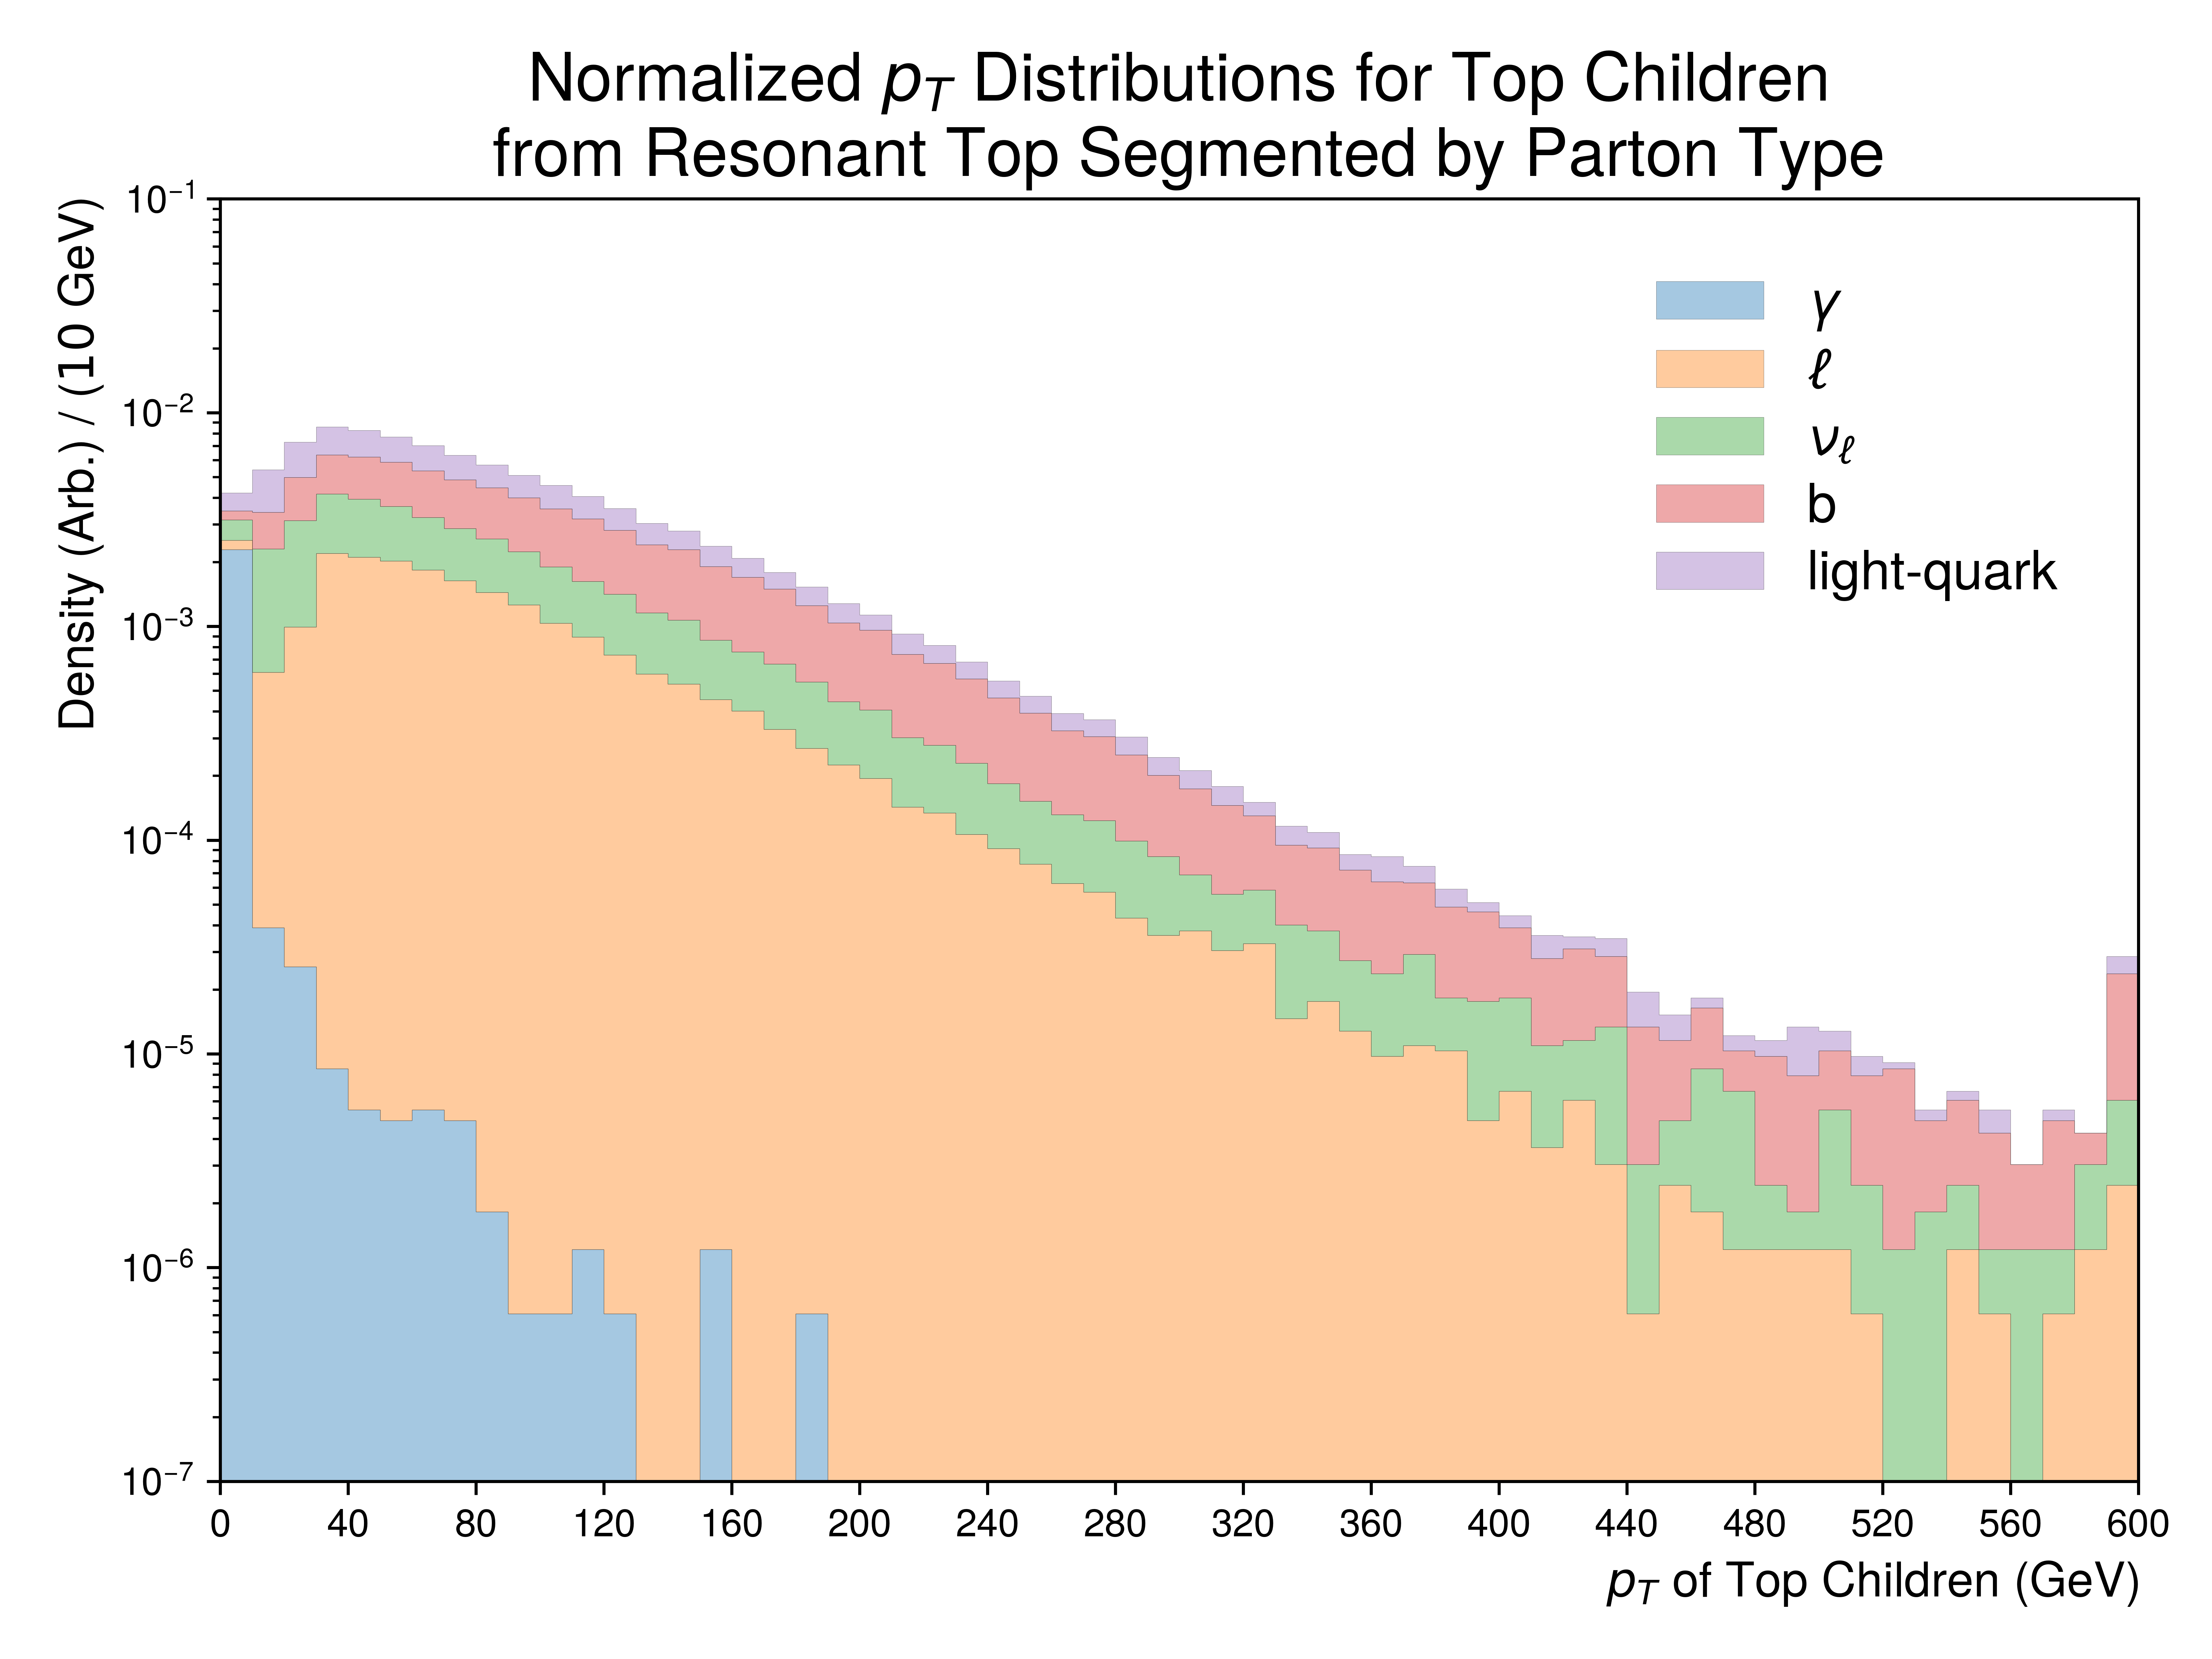 Normalized p_T Distributions for Top Children
from Resonant Top Segmented by Parton Type
Density (Arb.) / (10 GeV)
10⁻¹
10⁻²
10⁻³
10⁻⁴
10⁻⁵
10⁻⁶
10⁻⁷
γ
ℓ
ν_ℓ
b
light-quark
0 40 80 120 160 200 240 280 320 360 400 440 480 520 560 600
p_T of Top Children (GeV)